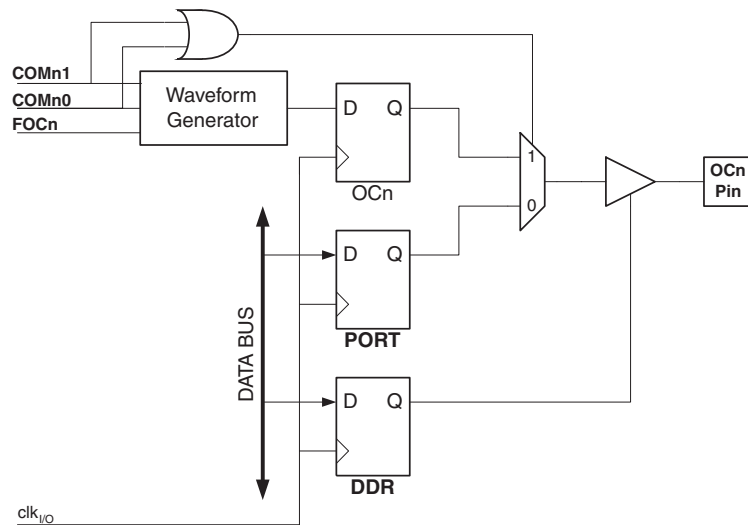 COMn1
COMn0
FOCn
Waveform
Generator
D Q
OCn
1
0
OCn
Pin
D Q
PORT
DATA BUS
D Q
DDR
clkI/O